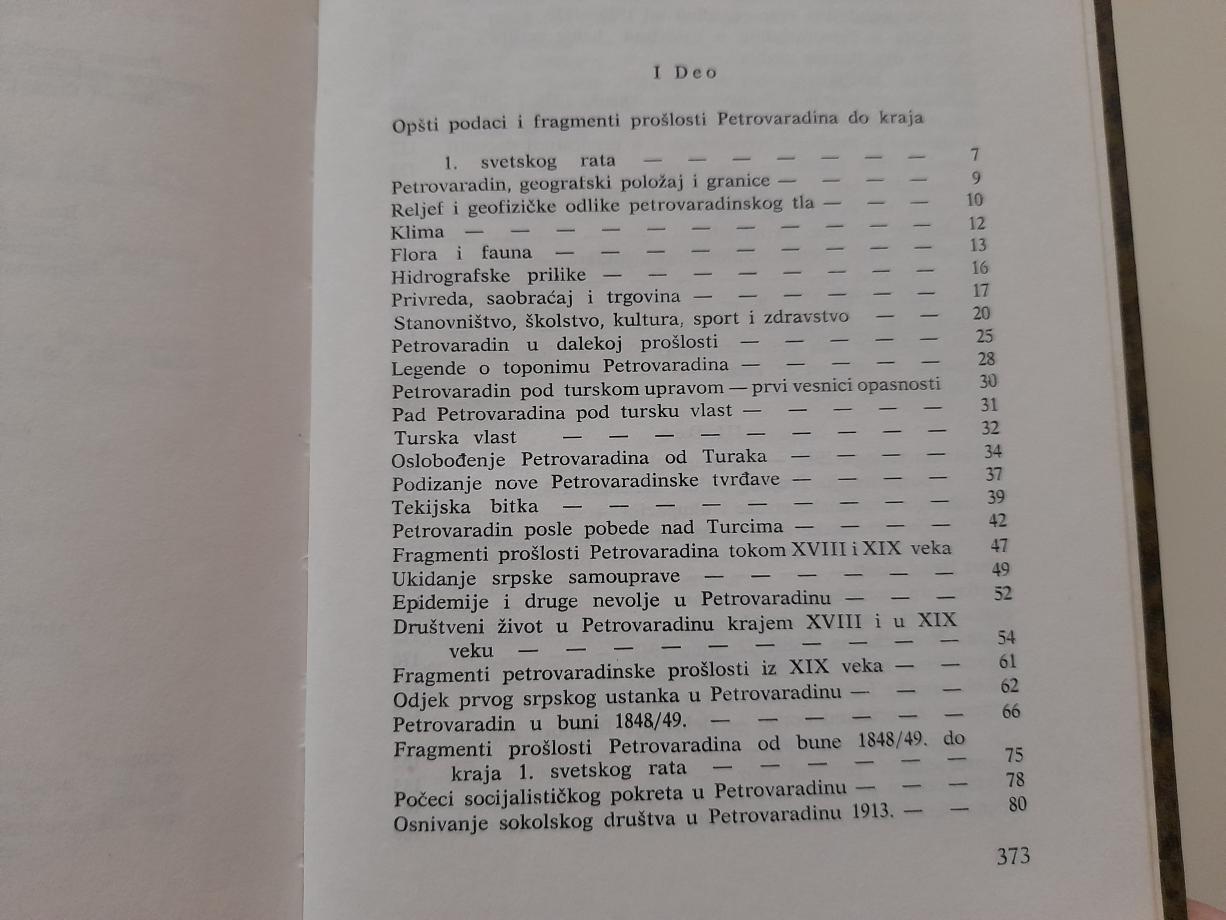 I Deo
Opšti podaci i fragmenti prošlosti Petrovaradina do kraja
1. svetskog rata — — — — — — — 7
Petrovaradin, geografski položaj i granice — — — — 9
Reljef i geofizičke odlike petrovaradinskog tla — — — 10
Klima — — — — — — — — — — — 12
Flora i fauna — — — — — — — — — 13
Hidrografske prilike — — — — — — — — 16
Privreda, saobraćaj i trgovina — — — — — — 17
Stanovništvo, školstvo, kultura, sport i zdravstvo — — 20
Petrovaradin u dalekoj prošlosti — — — — — 25
Legende o toponimu Petrovaradina — — — — — 28
Petrovaradin pod turskom upravom — prvi vesnici opasnosti 30
Pad Petrovaradina pod tursku vlast — — — — — 31
Turska vlast — — — — — — — — — 32
Oslobođenje Petrovaradina od Turaka — — — — 34
Podizanje nove Petrovaradinske tvrđave — — — — 37
Tekijska bitka — — — — — — — — — 39
Petrovaradin posle pobede nad Turcima — — — — 42
Fragmenti prošlosti Petrovaradina tokom XVIII i XIX veka 47
Ukidanje srpske samouprave — — — — — — 49
Epidemije i druge nevolje u Petrovaradinu — — — 52
Društveni život u Petrovaradinu krajem XVIII i u XIX
veku — — — — — — — — — — 54
Fragmenti petrovaradinske prošlosti iz XIX veka — — 61
Odjek prvog srpskog ustanka u Petrovaradinu — — — 62
Petrovaradin u buni 1848/49. — — — — — — 66
Fragmenti prošlosti Petrovaradina od bune 1848/49. do
kraja 1. svetskog rata — — — — — — 75
Počeci socijalističkog pokreta u Petrovaradinu — — — 78
Osnivanje sokolskog društva u Petrovaradinu 1913. — — 80
373